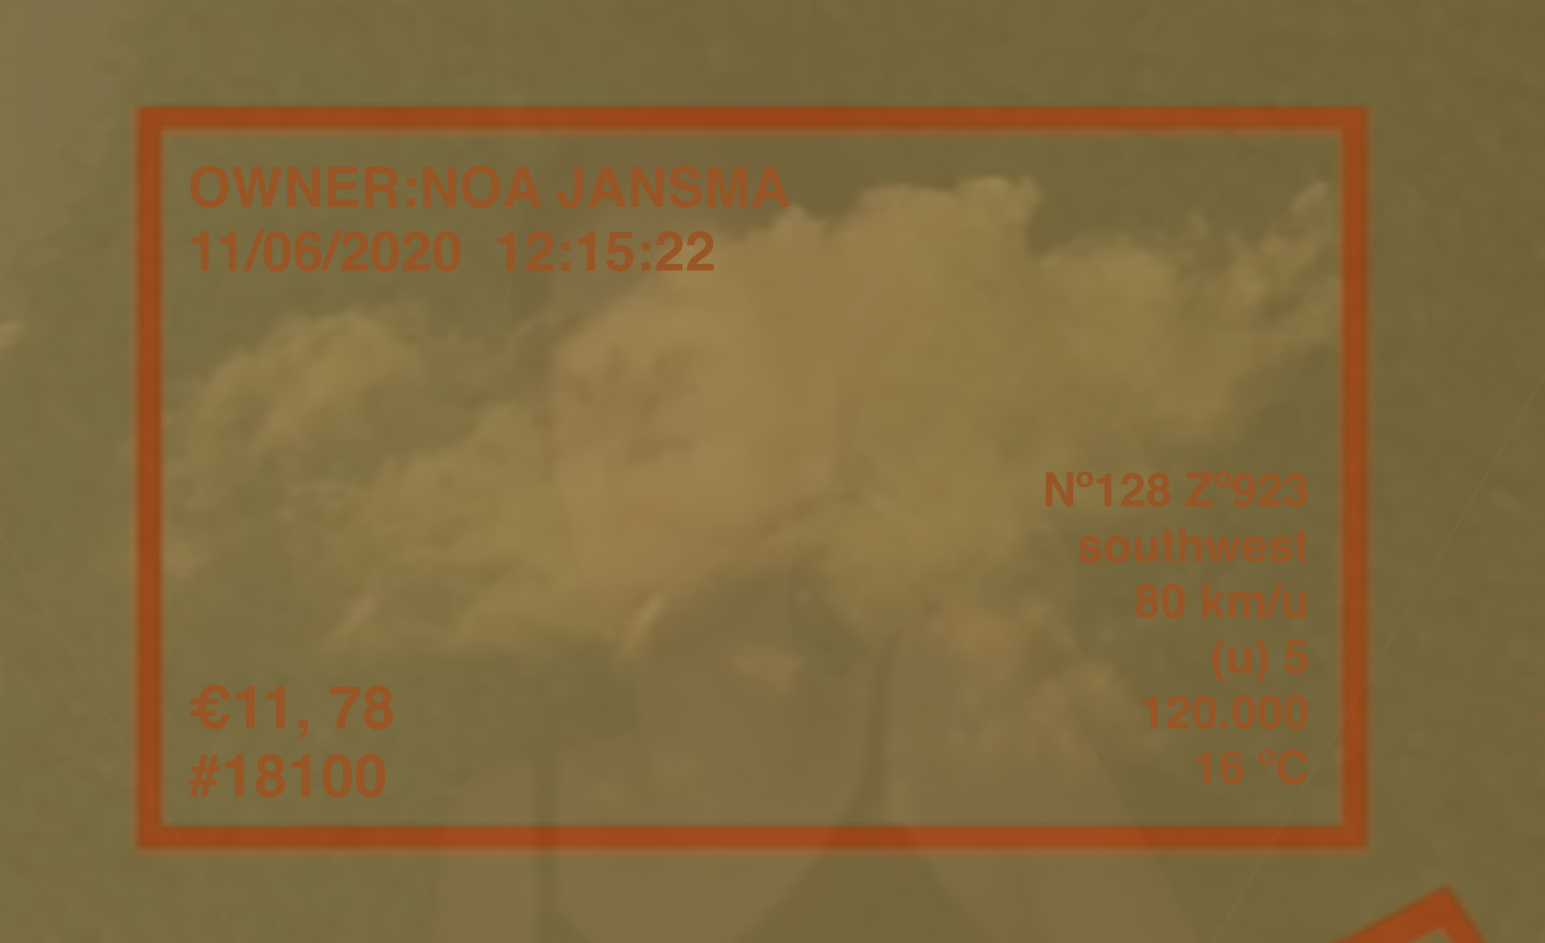 OWNER:NOA JANSMA
11/06/2020 12:15:22
Nº128 Zº923
southwest
80 km/u
(u) 5
120.000
16 ºC
€11, 78
#18100